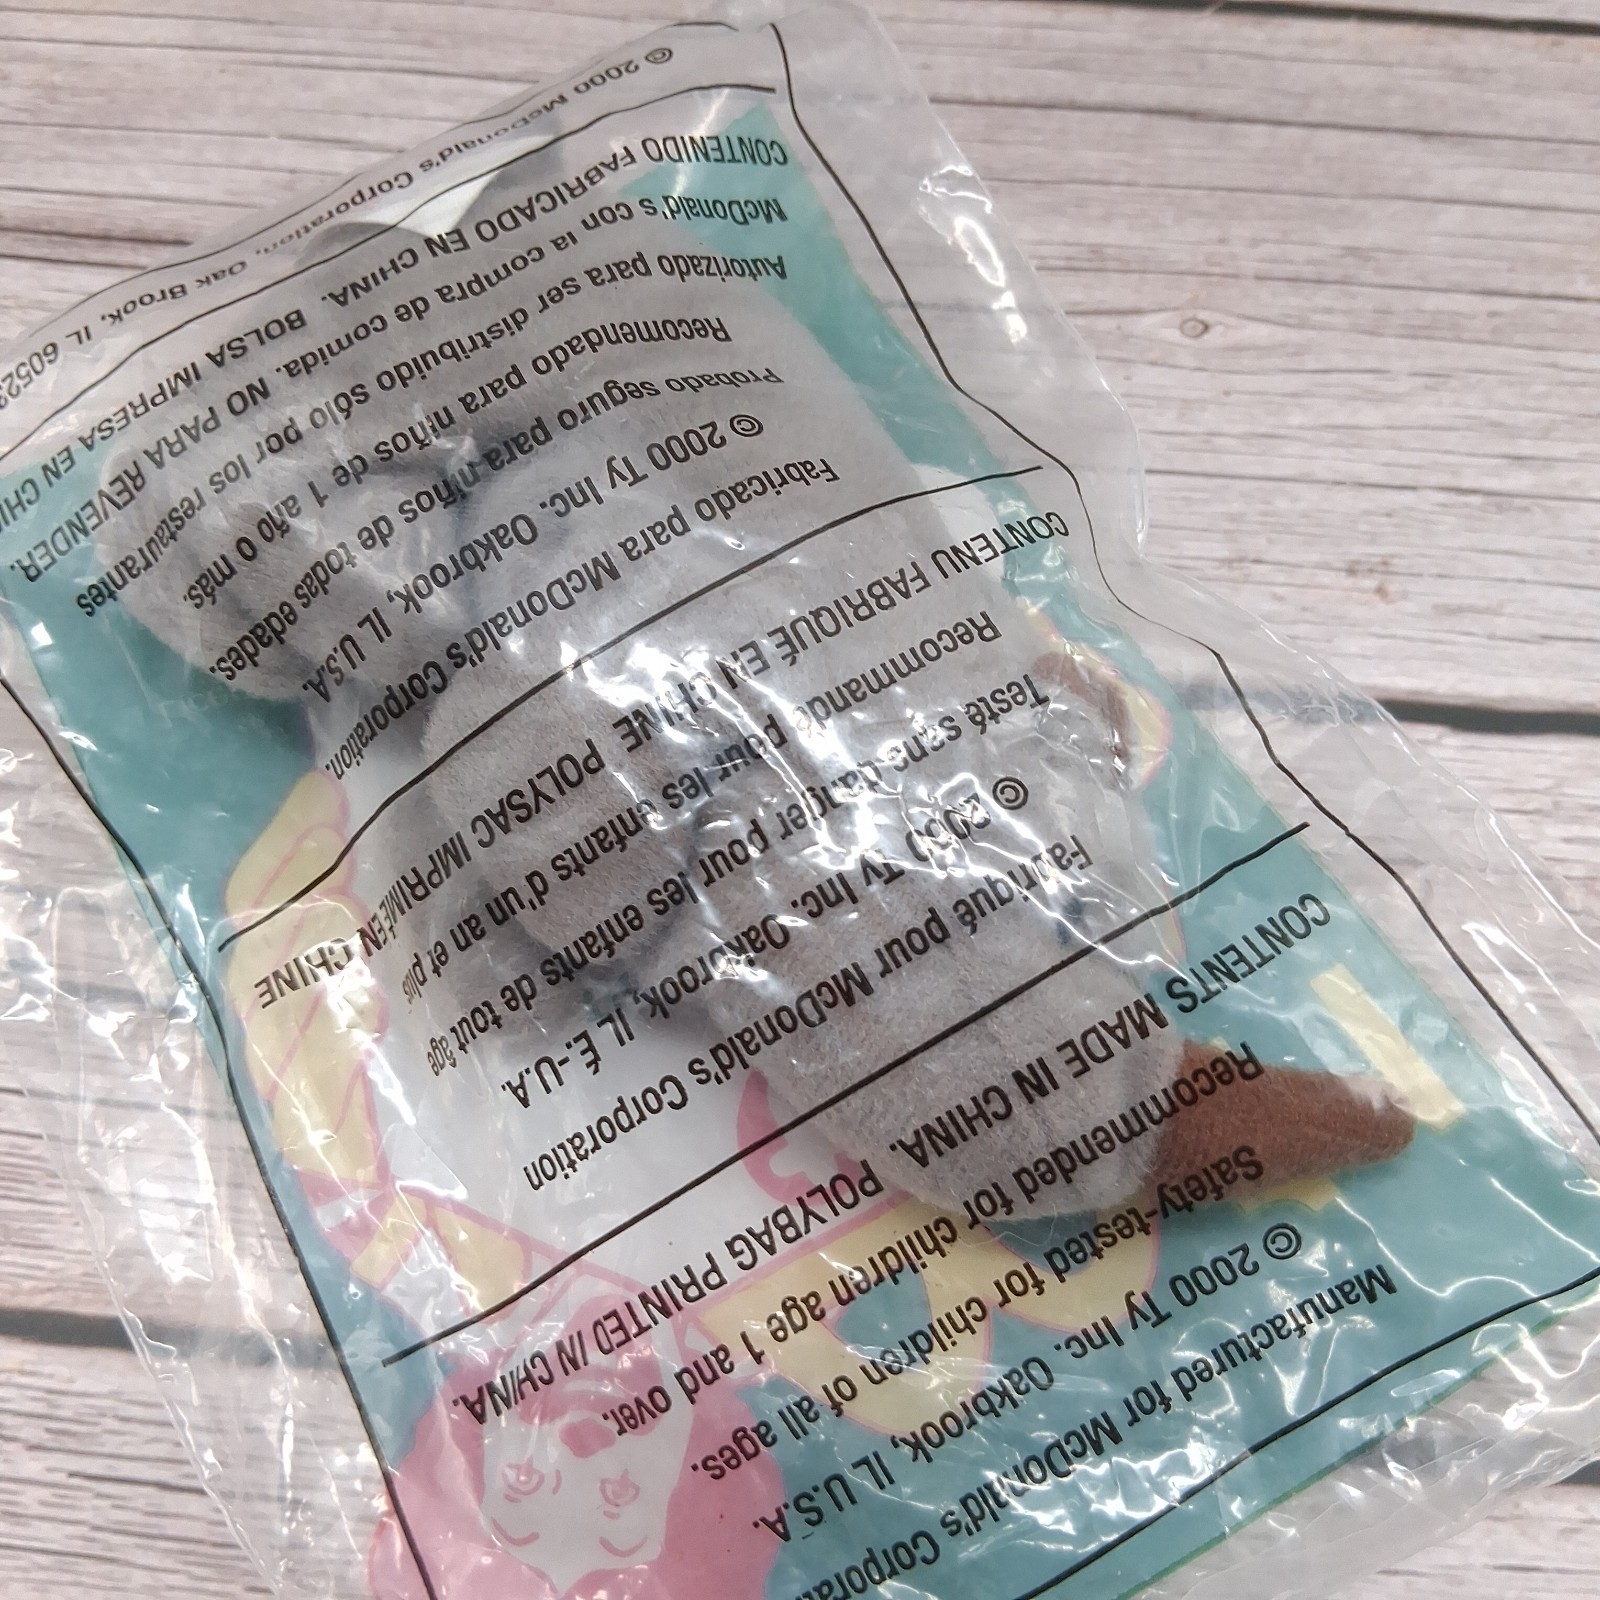 Manufactured for McDonald's Corpora
© 2000 Ty Inc. Oakbrook, IL U.S.A.
Safety-tested for children of all ages.
Recommended for children age 1 and over.
CONTENTS MADE IN CHINA. POLYBAG PRINTED IN CHINA.
Fabriqué pour McDonald's Corporation
© 2000 Ty Inc. Oakbrook, IL É.-U.A.
Testé sans danger pour les enfants de tout âge
Recommandé pour les enfants d'un an et plus
CONTENU FABRIQUÉ EN CHINE POLYSAC IMPRIMÉ EN CHINE
Fabricado para McDonald's Corporation.
© 2000 Ty Inc. Oakbrook, IL U.S.A.
Probado seguro para niños de todas edades.
Recomendado para niños de 1 año o más.
Autorizado para ser distribuido sólo por los restaurantes
McDonald's con la compra de comida. NO PARA REVENDER.
CONTENIDO FABRICADO EN CHINA. BOLSA IMPRESA EN CHI
© 2000 McDonald's Corporation. Oak Brook, IL 60523